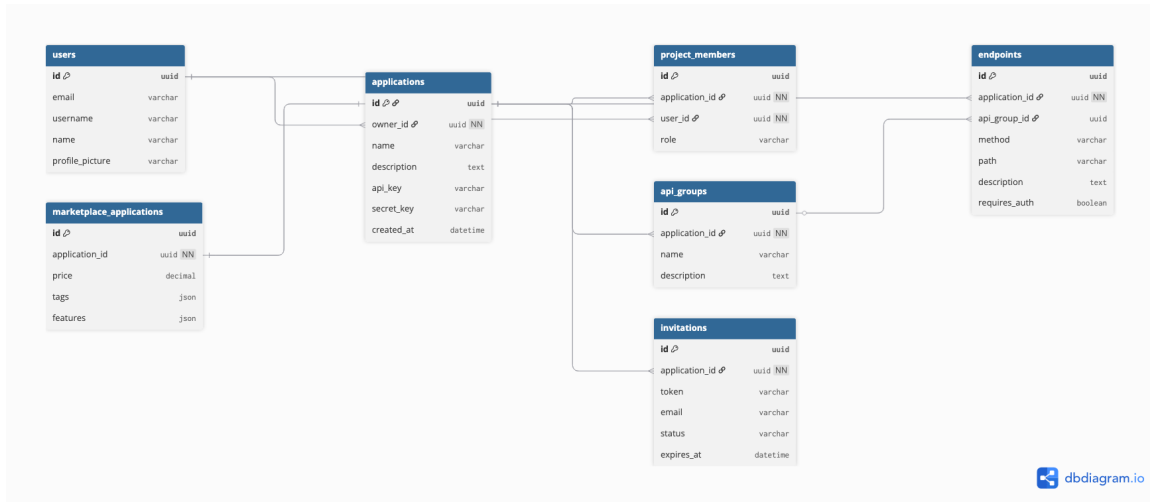 users
id uuid
email varchar
username varchar
name varchar
profile_picture varchar
marketplace_applications
id uuid
application_id uuid NN
price decimal
tags json
features json
applications
id uuid
owner_id uuid NN
name varchar
description text
api_key varchar
secret_key varchar
created_at datetime
project_members
id uuid
application_id uuid NN
user_id uuid NN
role varchar
api_groups
id uuid
application_id uuid NN
name varchar
description text
invitations
id uuid
application_id uuid NN
token varchar
email varchar
status varchar
expires_at datetime
endpoints
id uuid
application_id uuid NN
api_group_id uuid
method varchar
path varchar
description text
requires_auth boolean
dbdiagram.io